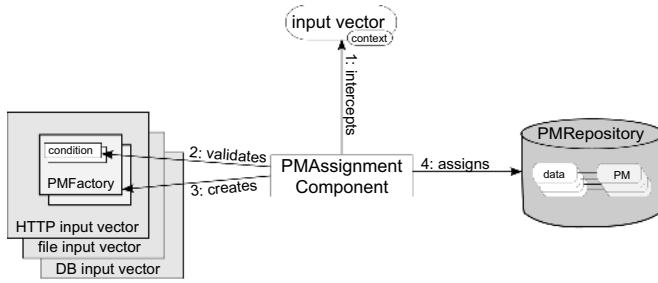 input vector
context
1: intercepts
condition
PMFactory
HTTP input vector
file input vector
DB input vector
2: validates
3: creates
PMAssignment
Component
4: assigns
PMRepository
data
PM